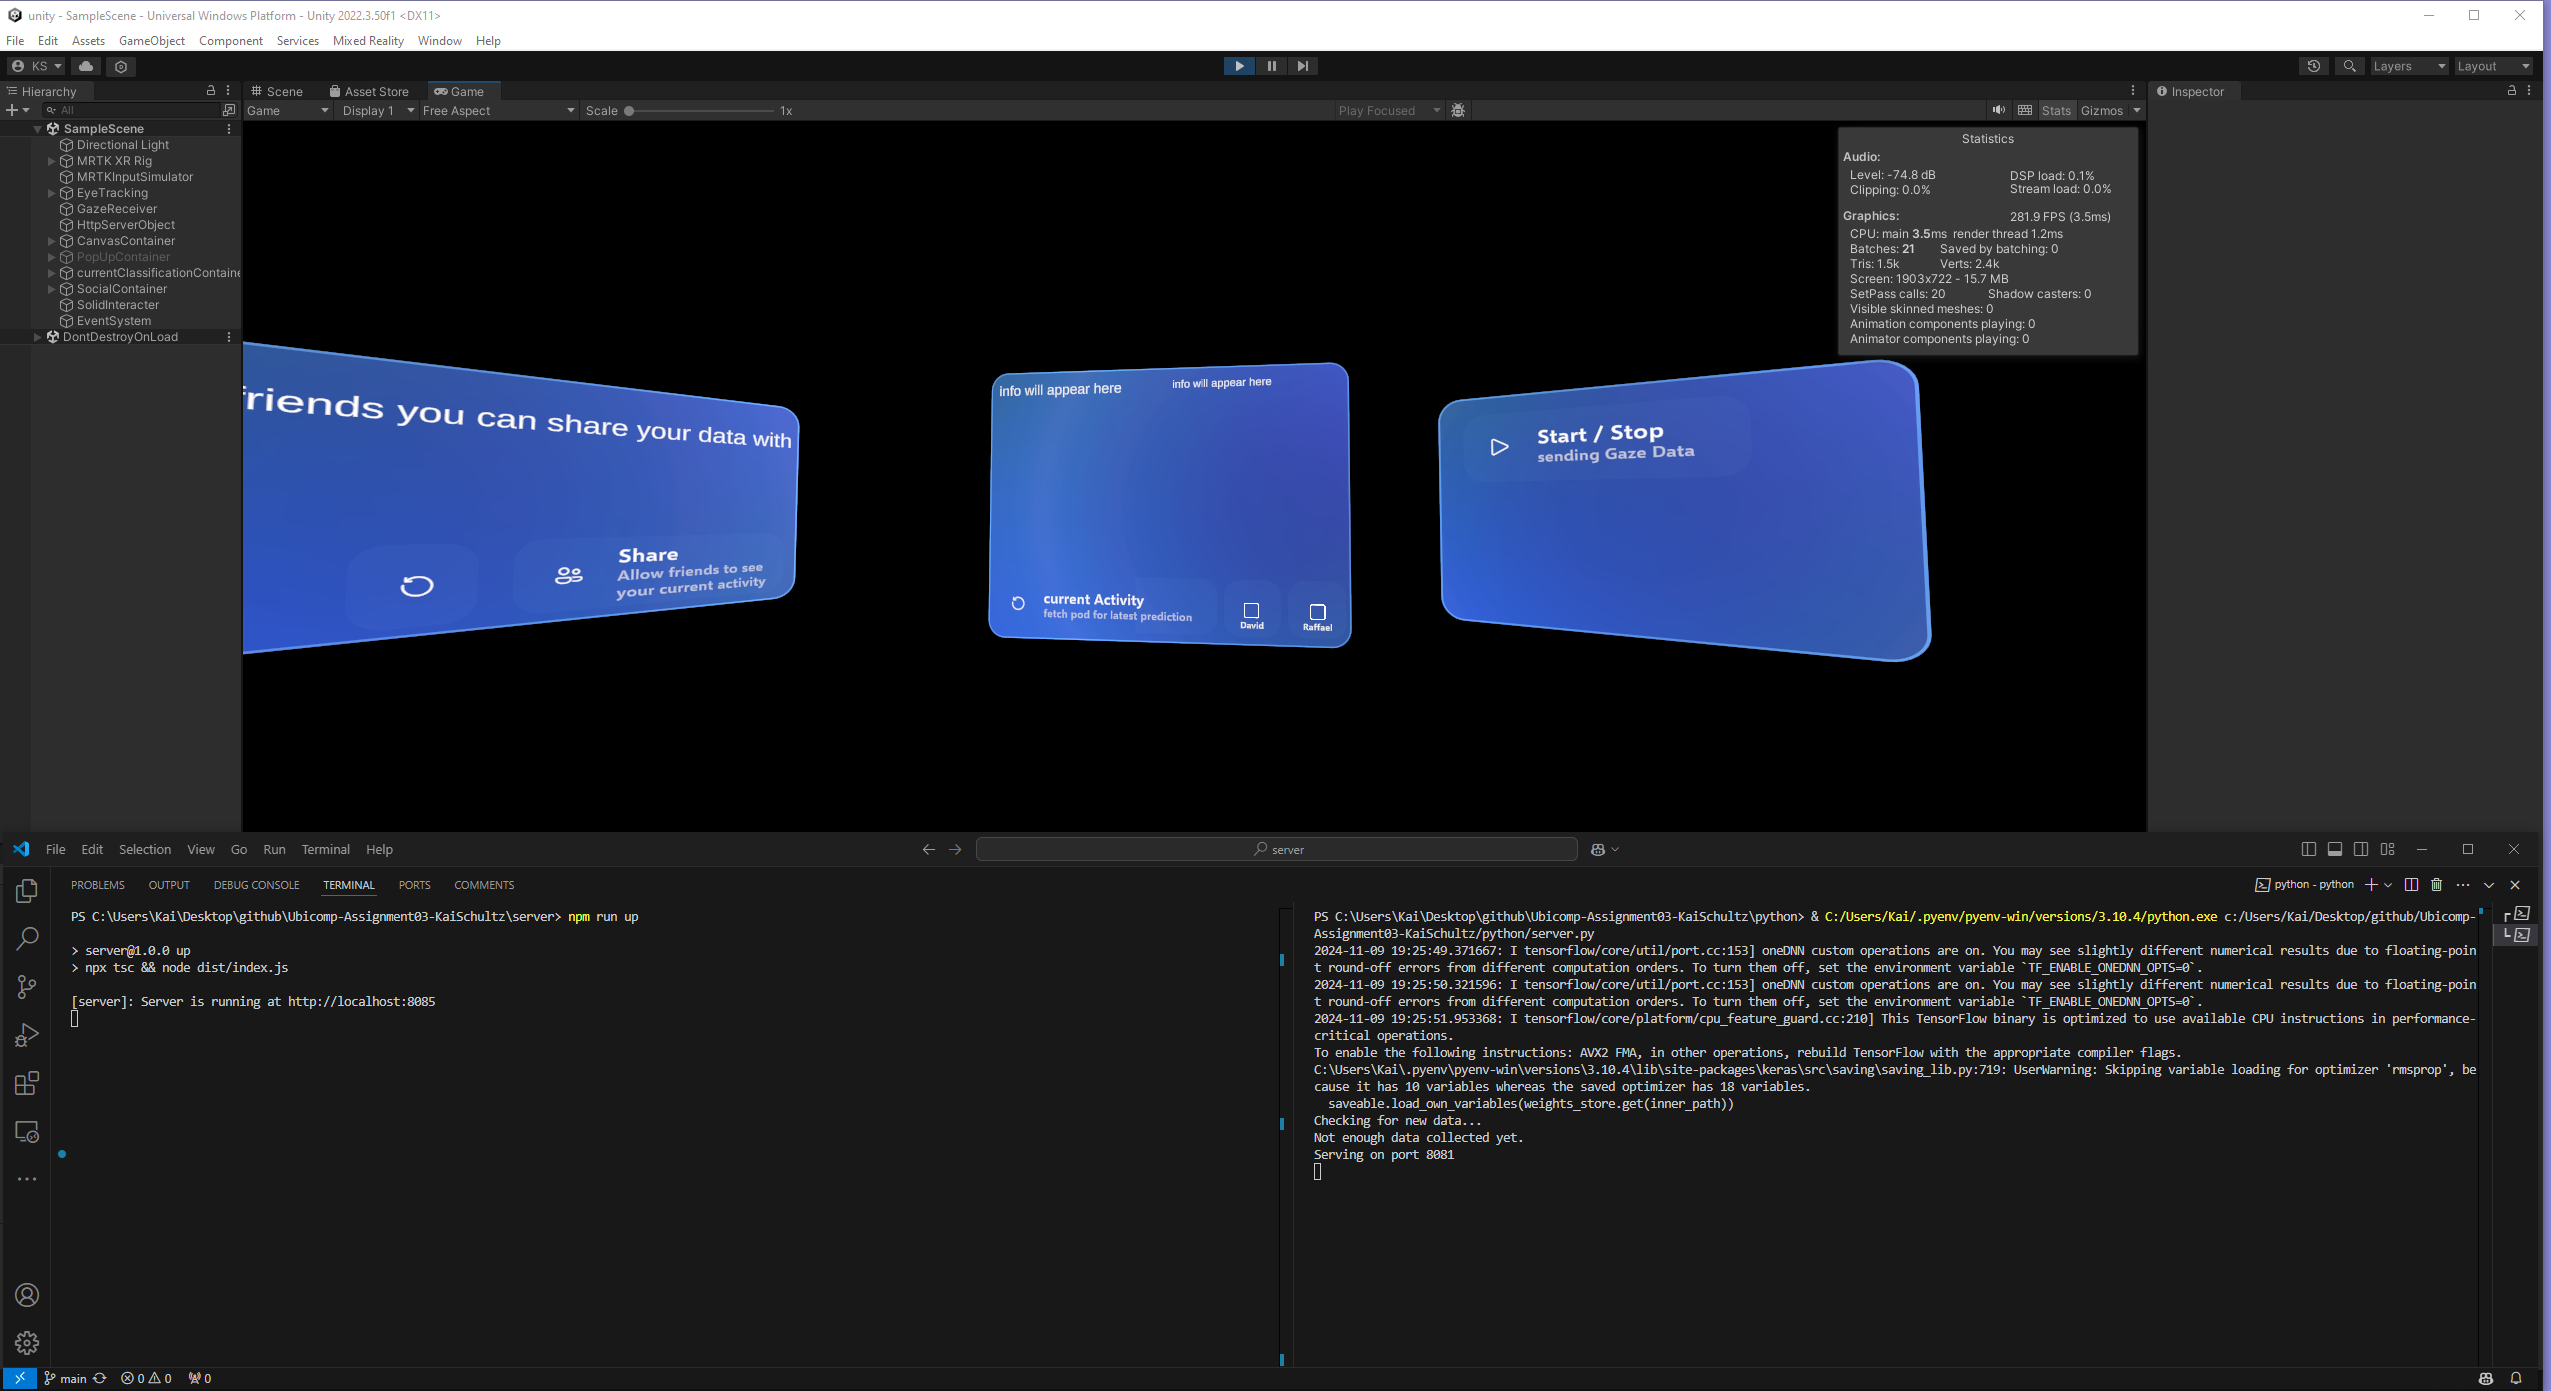 unity - SampleScene - Universal Windows Platform - Unity 2022.3.50f1 <DX11>
File Edit Assets GameObject Component Services Mixed Reality Window Help
KS
Layers Layout
Hierarchy
All
SampleScene
Directional Light
MRTK XR Rig
MRTKInputSimulator
EyeTracking
GazeReceiver
HttpServerObject
CanvasContainer
PopUpContainer
currentClassificationContaine
SocialContainer
SolidInteracter
EventSystem
DontDestroyOnLoad
Scene Asset Store Game
Game Display 1 Free Aspect Scale 1x Play Focused Stats Gizmos
Inspector
Statistics
Audio:
Level: -74.8 dB DSP load: 0.1%
Clipping: 0.0% Stream load: 0.0%
Graphics: 281.9 FPS (3.5ms)
CPU: main 3.5ms render thread 1.2ms
Batches: 21 Saved by batching: 0
Tris: 1.5k Verts: 2.4k
Screen: 1903x722 - 15.7 MB
SetPass calls: 20 Shadow casters: 0
Visible skinned meshes: 0
Animation components playing: 0
Animator components playing: 0
friends you can share your data with
Share
Allow friends to see
your current activity
info will appear here info will appear here
current Activity
fetch pod for latest prediction
David
Raffael
Start / Stop
sending Gaze Data
File Edit Selection View Go Run Terminal Help
server
PROBLEMS OUTPUT DEBUG CONSOLE TERMINAL PORTS COMMENTS
python - python
PS C:\Users\Kai\Desktop\github\Ubicomp-Assignment03-KaiSchultz\server> npm run up
> server@1.0.0 up
> npx tsc && node dist/index.js
[server]: Server is running at http://localhost:8085
PS C:\Users\Kai\Desktop\github\Ubicomp-Assignment03-KaiSchultz\python> & C:/Users/Kai/.pyenv/pyenv-win/versions/3.10.4/python.exe c:/Users/Kai/Desktop/github/Ubicomp-
Assignment03-KaiSchultz/python/server.py
2024-11-09 19:25:49.371667: I tensorflow/core/util/port.cc:153] oneDNN custom operations are on. You may see slightly different numerical results due to floating-poin
t round-off errors from different computation orders. To turn them off, set the environment variable `TF_ENABLE_ONEDNN_OPTS=0`.
2024-11-09 19:25:50.321596: I tensorflow/core/util/port.cc:153] oneDNN custom operations are on. You may see slightly different numerical results due to floating-poin
t round-off errors from different computation orders. To turn them off, set the environment variable `TF_ENABLE_ONEDNN_OPTS=0`.
2024-11-09 19:25:51.953368: I tensorflow/core/platform/cpu_feature_guard.cc:210] This TensorFlow binary is optimized to use available CPU instructions in performance-
critical operations.
To enable the following instructions: AVX2 FMA, in other operations, rebuild TensorFlow with the appropriate compiler flags.
C:\Users\Kai\.pyenv\pyenv-win\versions\3.10.4\lib\site-packages\keras\src\saving\saving_lib.py:719: UserWarning: Skipping variable loading for optimizer 'rmsprop', be
cause it has 10 variables whereas the saved optimizer has 18 variables.
saveable.load_own_variables(weights_store.get(inner_path))
Checking for new data...
Not enough data collected yet.
Serving on port 8081
main 0 0 0